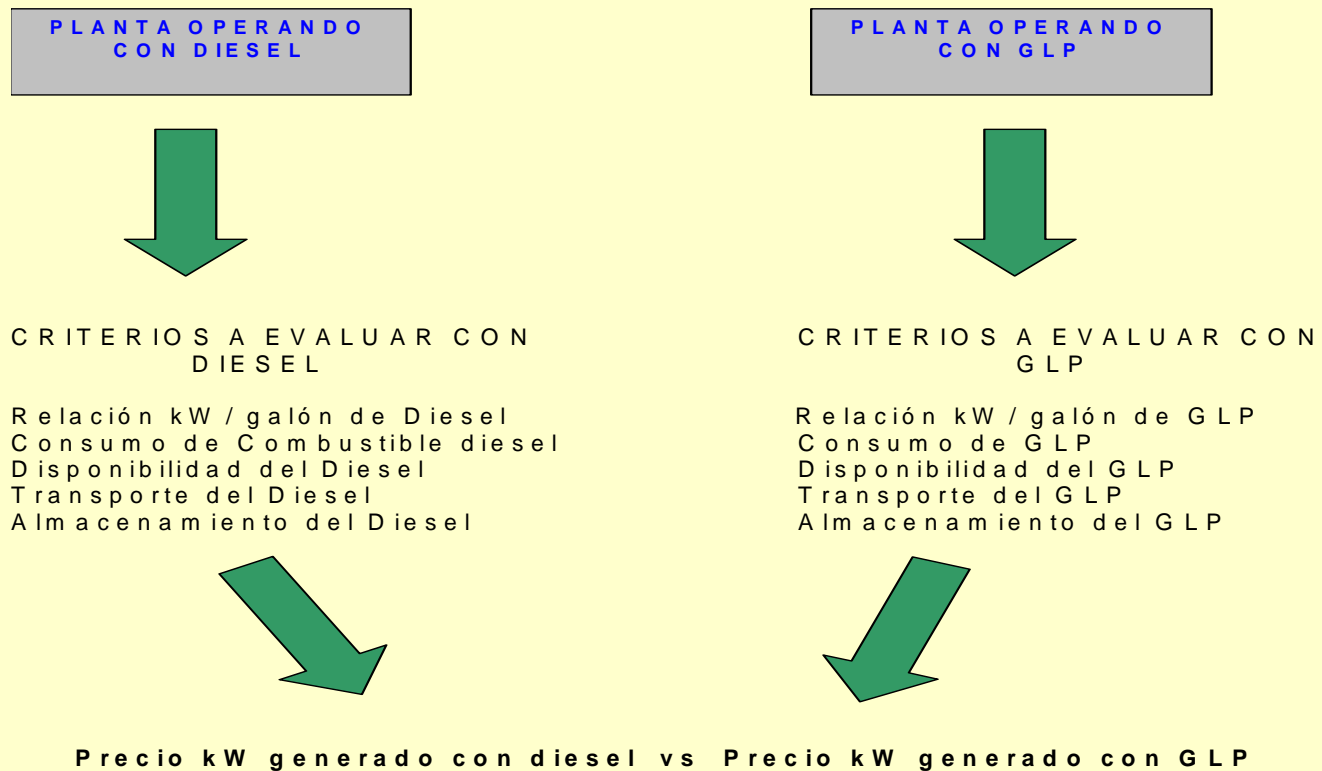 PLANTA OPERANDO
CON DIESEL
PLANTA OPERANDO
CON GLP
CRITERIOS A EVALUAR CON
DIESEL
Relación kW / galón de Diesel
Consumo de Combustible diesel
Disponibilidad del Diesel
Transporte del Diesel
Almacenamiento del Diesel
CRITERIOS A EVALUAR CON
GLP
Relación kW / galón de GLP
Consumo de GLP
Disponibilidad del GLP
Transporte del GLP
Almacenamiento del GLP
Precio kW generado con diesel vs Precio kW generado con GLP